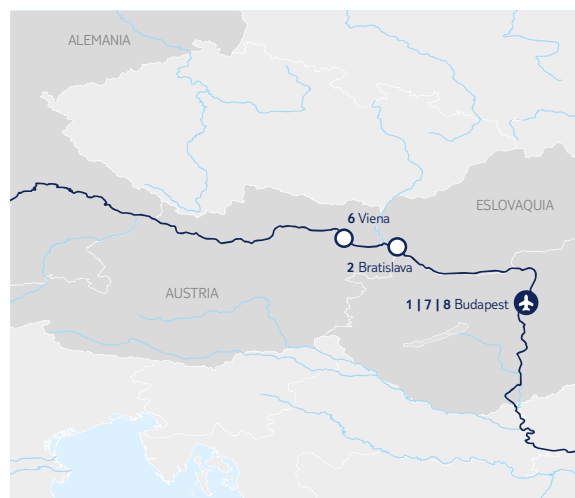 ALEMANIA
ESLOVAQUIA
6 Viena
2 Bratislava
AUSTRIA
1 | 7 | 8 Budapest